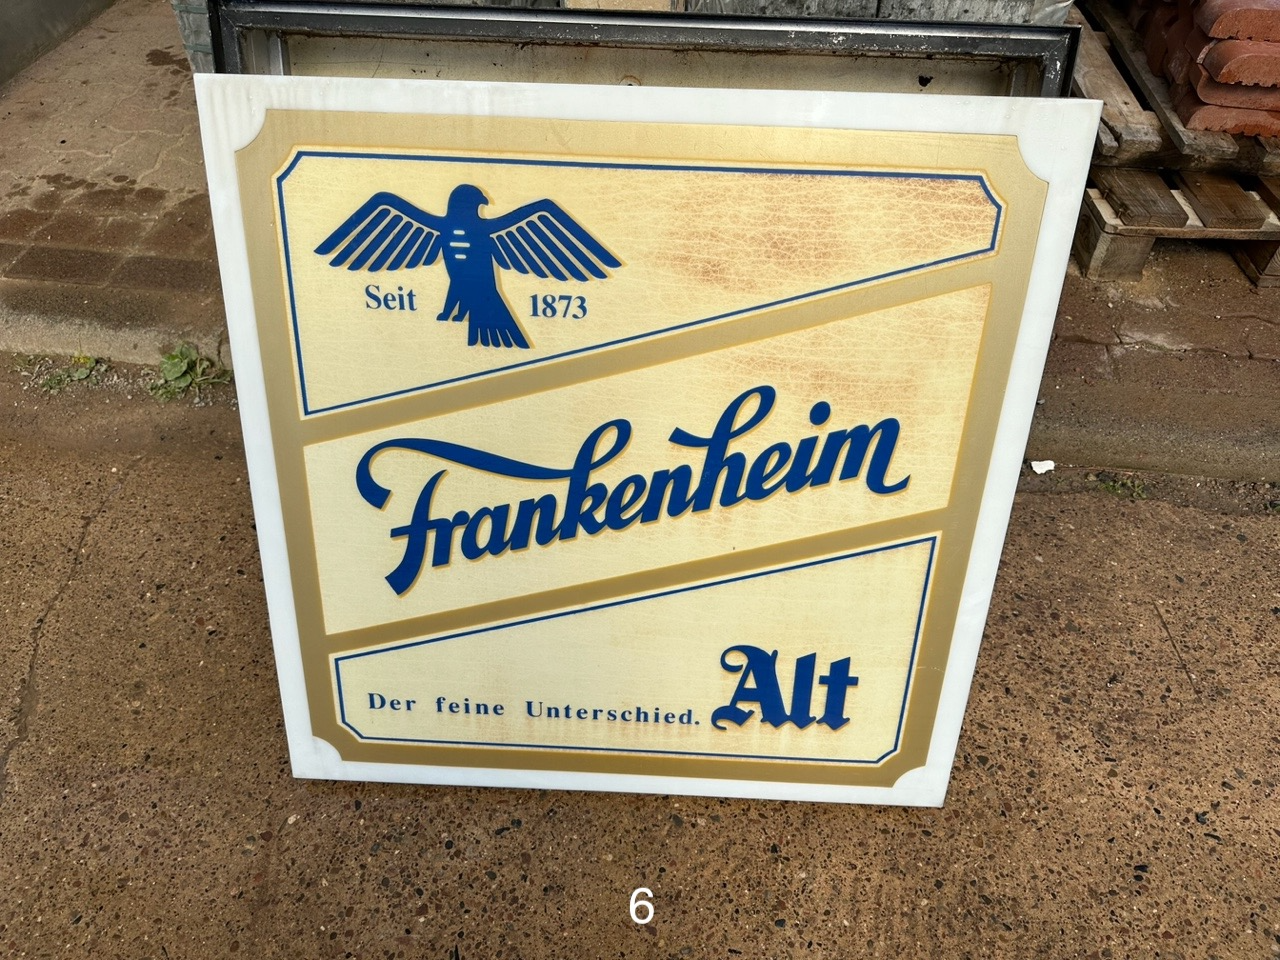 Seit 1873
Frankenheim
Alt
Der feine Unterschied.
6